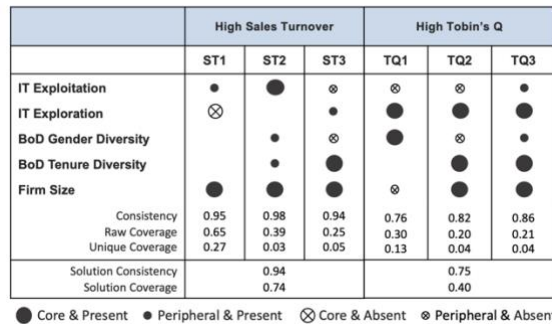 High Sales Turnover High Tobin's Q
ST1 ST2 ST3 TQ1 TQ2 TQ3
IT Exploitation
IT Exploration
BoD Gender Diversity
BoD Tenure Diversity
Firm Size
Consistency 0.95 0.98 0.94 0.76 0.82 0.86
Raw Coverage 0.65 0.39 0.25 0.30 0.20 0.21
Unique Coverage 0.27 0.03 0.05 0.13 0.04 0.04
Solution Consistency 0.94 0.75
Solution Coverage 0.74 0.40
Core & Present Peripheral & Present Core & Absent Peripheral & Absent